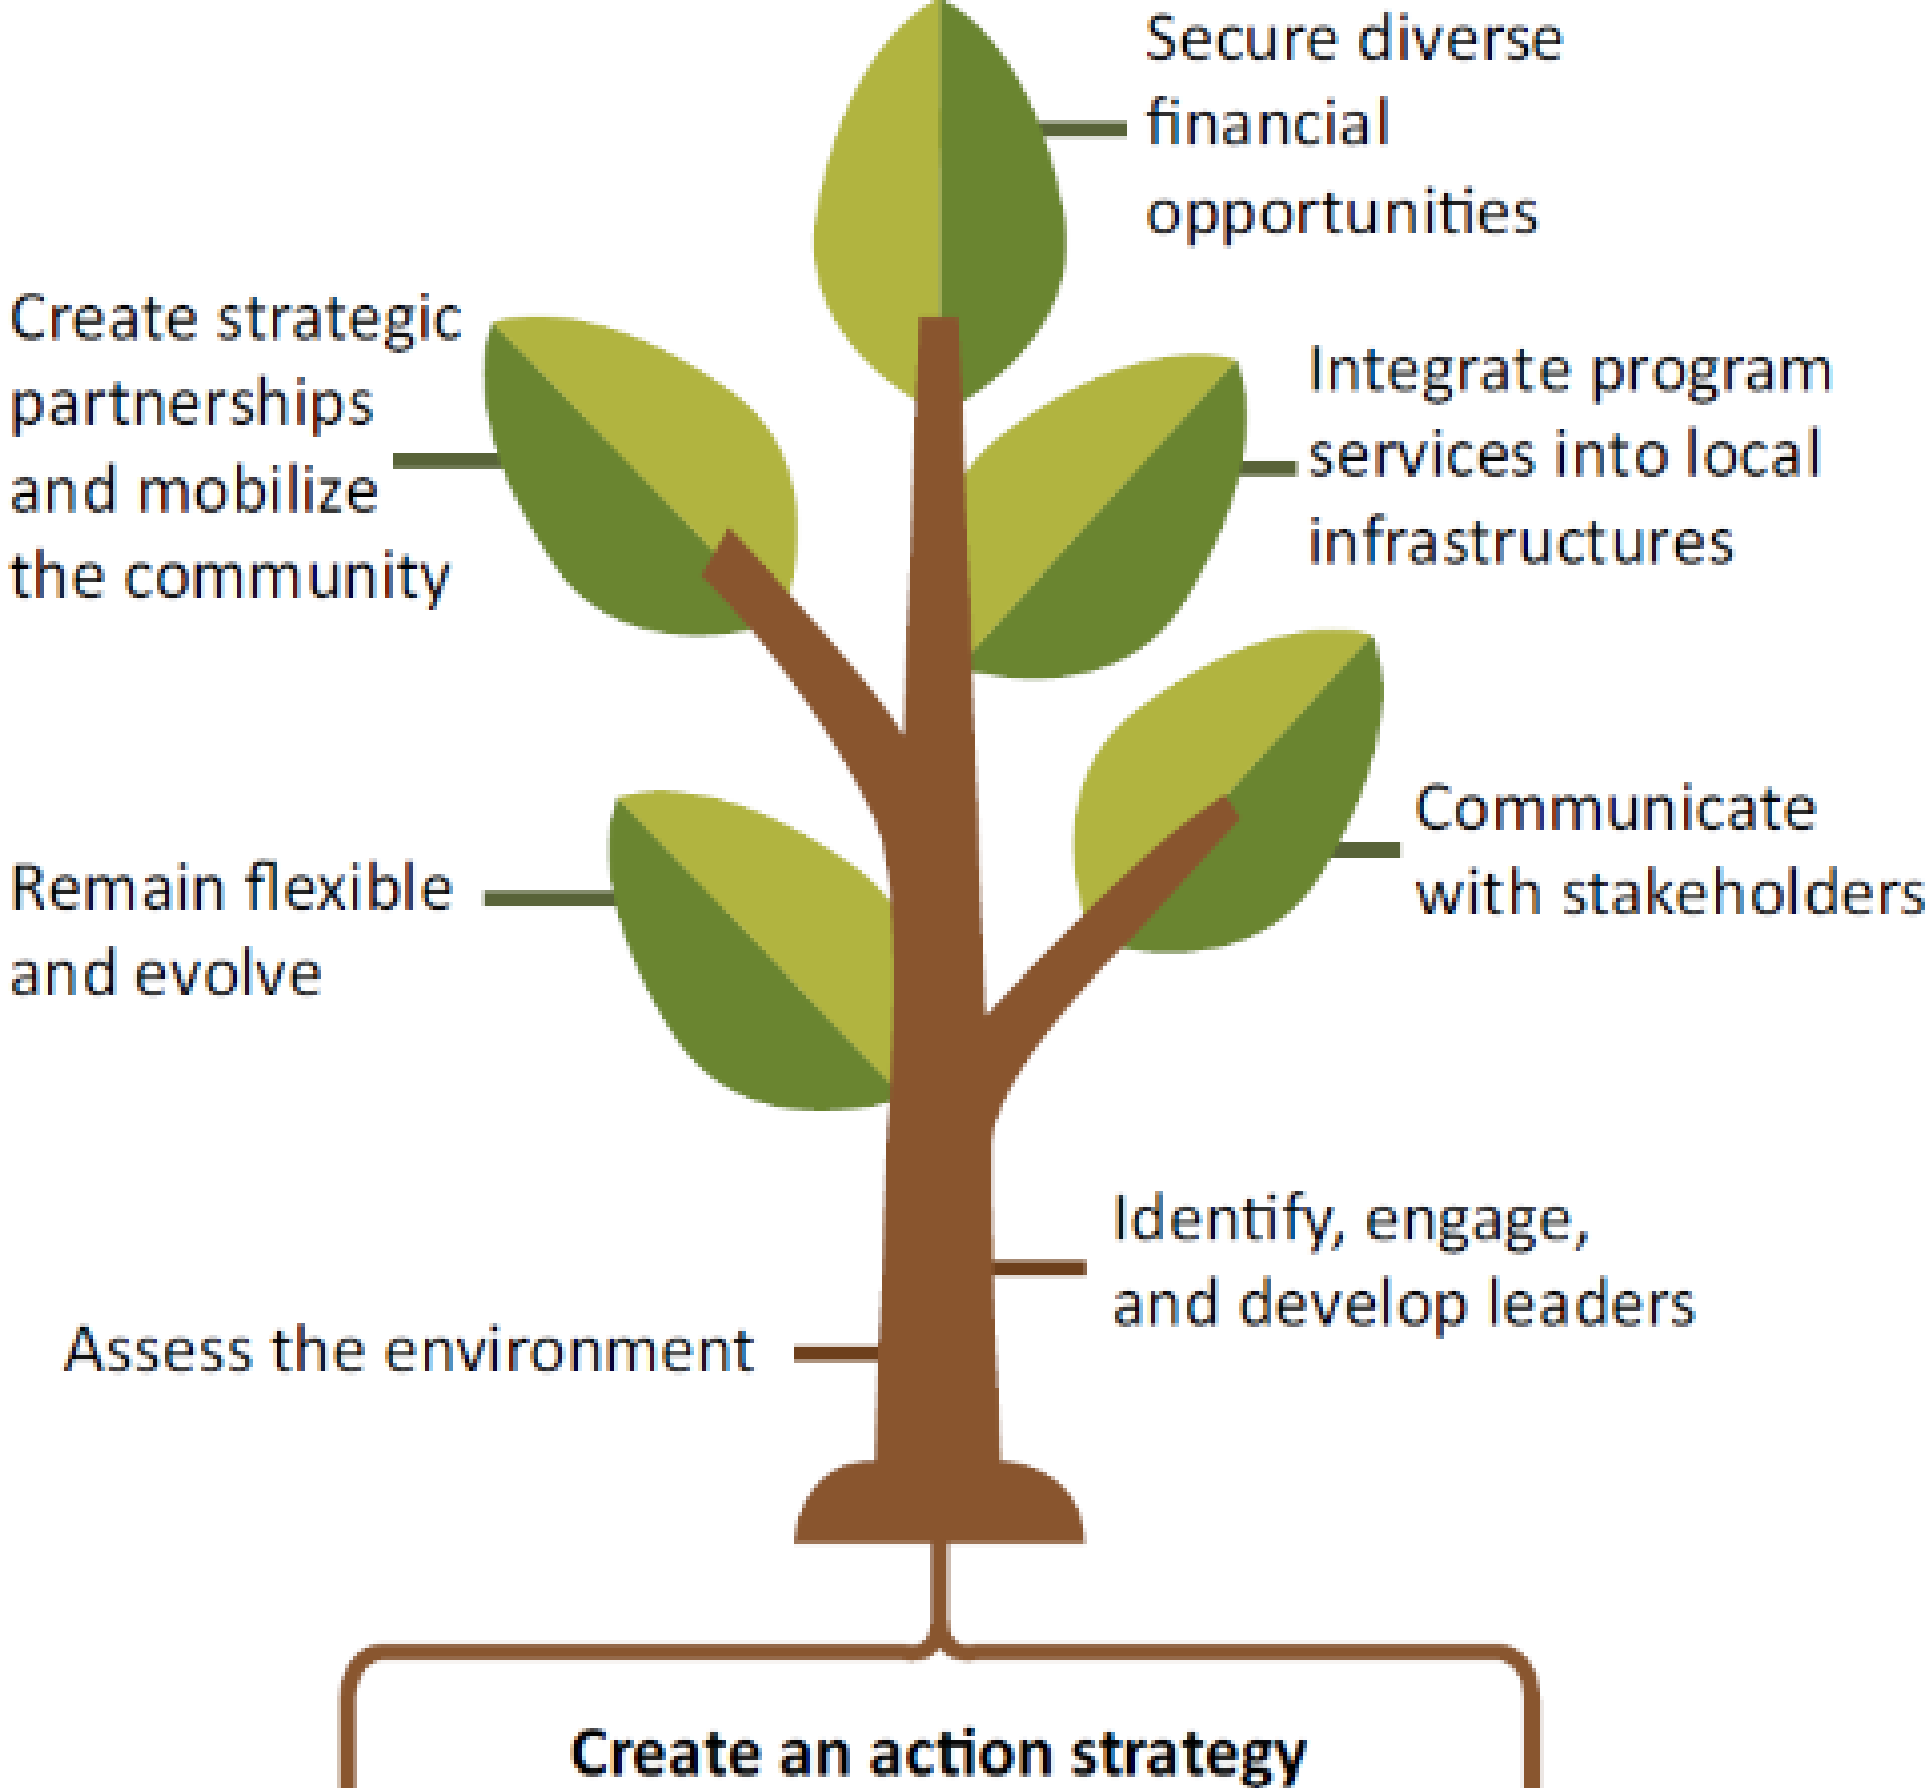 Secure diverse
financial
opportunities
Create strategic
partnerships
and mobilize
the community
Integrate program
services into local
infrastructures
Communicate
with stakeholders
Remain flexible
and evolve
Identify, engage,
and develop leaders
Assess the environment
Create an action strategy